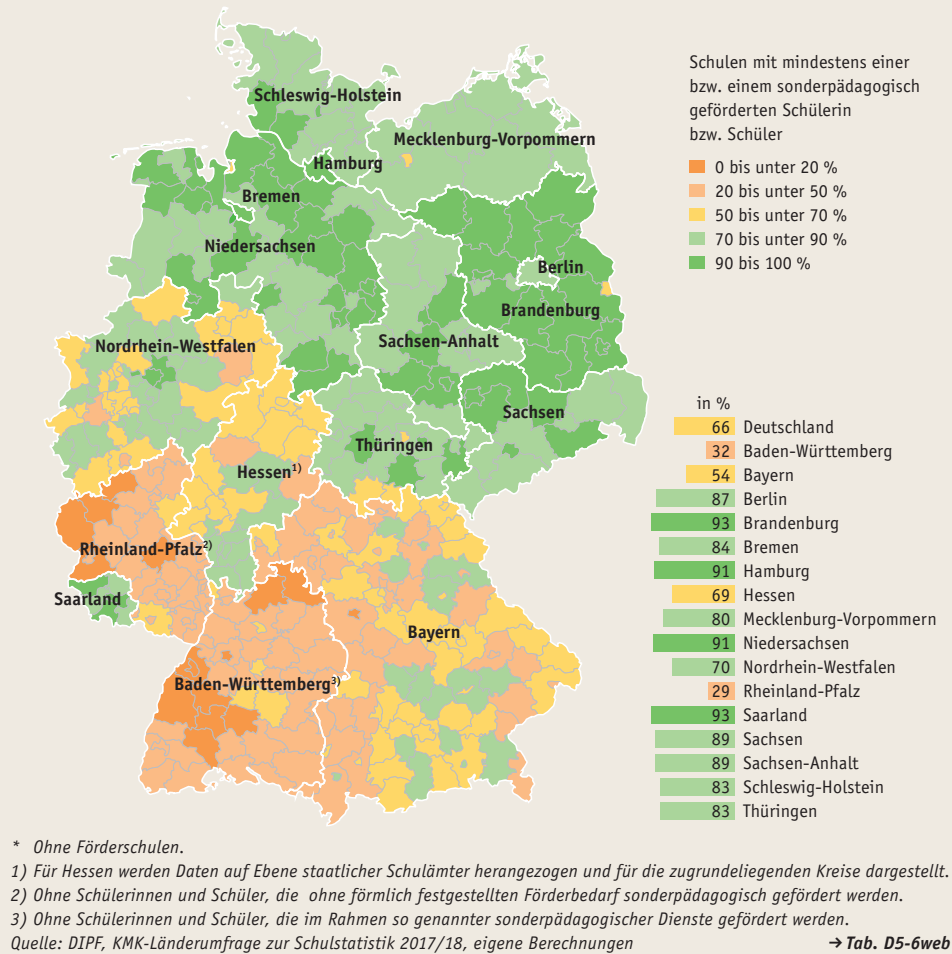 Schulen mit mindestens einer
bzw. einem sonderpädagogisch
geförderten Schülerin
bzw. Schüler
0 bis unter 20 %
20 bis unter 50 %
50 bis unter 70 %
70 bis unter 90 %
90 bis 100 %
Schleswig-Holstein
Mecklenburg-Vorpommern
Hamburg
Bremen
Niedersachsen
Berlin
Brandenburg
Sachsen-Anhalt
Nordrhein-Westfalen
Sachsen
Thüringen
Hessen1)
Rheinland-Pfalz2)
Saarland
Bayern
Baden-Württemberg3)
in %
66 Deutschland
32 Baden-Württemberg
54 Bayern
87 Berlin
93 Brandenburg
84 Bremen
91 Hamburg
69 Hessen
80 Mecklenburg-Vorpommern
91 Niedersachsen
70 Nordrhein-Westfalen
29 Rheinland-Pfalz
93 Saarland
89 Sachsen
89 Sachsen-Anhalt
83 Schleswig-Holstein
83 Thüringen
* Ohne Förderschulen.
1) Für Hessen werden Daten auf Ebene staatlicher Schulämter herangezogen und für die zugrundeliegenden Kreise dargestellt.
2) Ohne Schülerinnen und Schüler, die ohne förmlich festgestellten Förderbedarf sonderpädagogisch gefördert werden.
3) Ohne Schülerinnen und Schüler, die im Rahmen so genannter sonderpädagogischer Dienste gefördert werden.
Quelle: DIPF, KMK-Länderumfrage zur Schulstatistik 2017/18, eigene Berechnungen → Tab. D5-6web